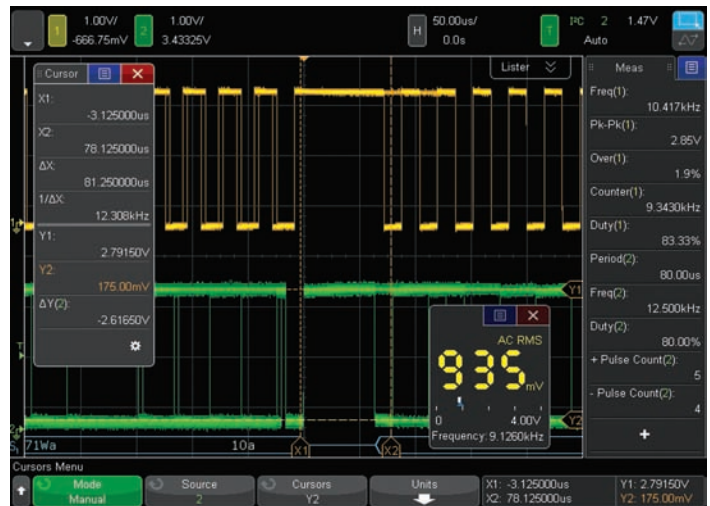 1 1.00V/ -666.75mV 2 1.00V/ 3.43325V H 50.00us/ 0.0s T I²C 2 1.47V Auto
Lister
Cursor
X1:
-3.125000us
X2:
78.125000us
ΔX:
81.250000us
1/ΔX:
12.308kHz
Y1:
2.79150V
Y2:
175.00mV
ΔY(2):
-2.61650V
Meas
Freq(1):
10.417kHz
Pk-Pk(1):
2.85V
Over(1):
1.9%
Counter(1):
9.3430kHz
Duty(1):
83.33%
Period(2):
80.00us
Freq(2):
12.500kHz
Duty(2):
80.00%
+ Pulse Count(2):
5
- Pulse Count(2):
4
+
Y1
AC RMS
935 mV
0 4.00V
Frequency: 9.1260kHz
Y2
T
S₁ 71Wa 10a X1 X2
Cursors Menu
Mode
Manual
Source
2
Cursors
Y2
Units
X1: -3.125000us
X2: 78.125000us
Y1: 2.79150V
Y2: 175.00mV